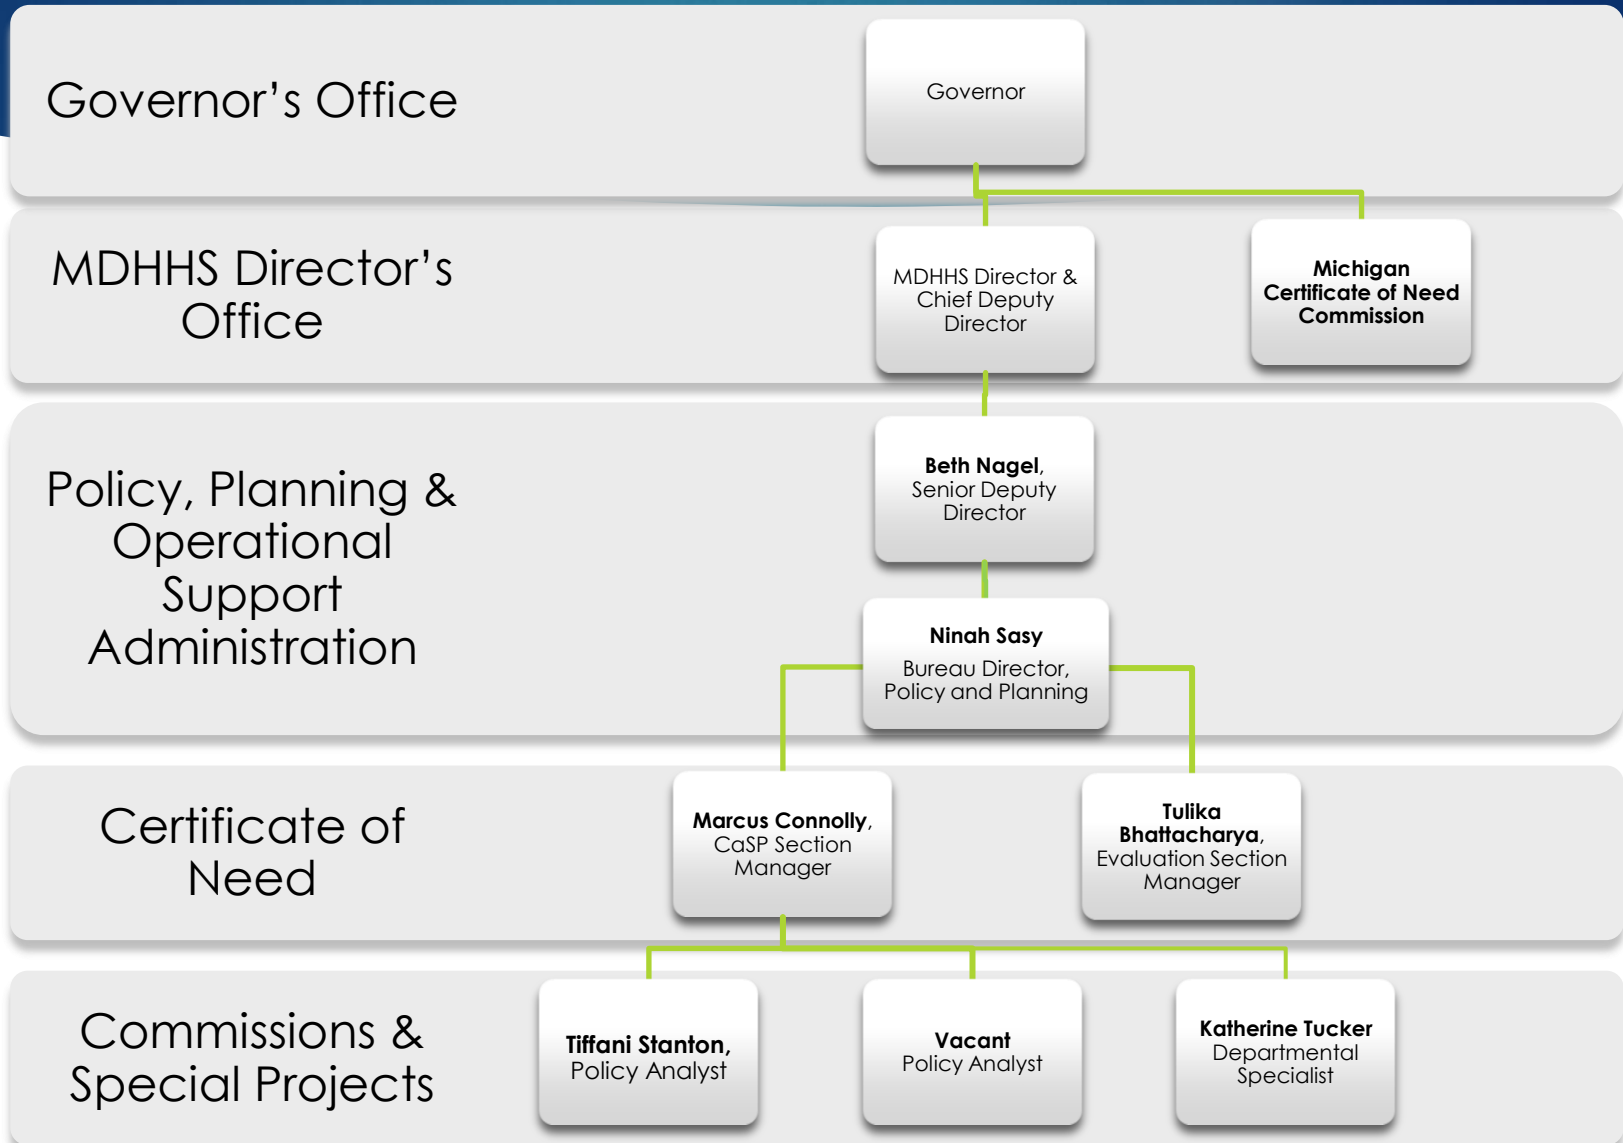 Governor’s Office
Governor
MDHHS Director’s
Office
MDHHS Director &
Chief Deputy
Director
Michigan
Certificate of Need
Commission
Policy, Planning &
Operational
Support
Administration
Beth Nagel,
Senior Deputy
Director
Ninah Sasy
Bureau Director,
Policy and Planning
Certificate of
Need
Marcus Connolly,
CaSP Section
Manager
Tulika
Bhattacharya,
Evaluation Section
Manager
Commissions &
Special Projects
Tiffani Stanton,
Policy Analyst
Vacant
Policy Analyst
Katherine Tucker
Departmental
Specialist